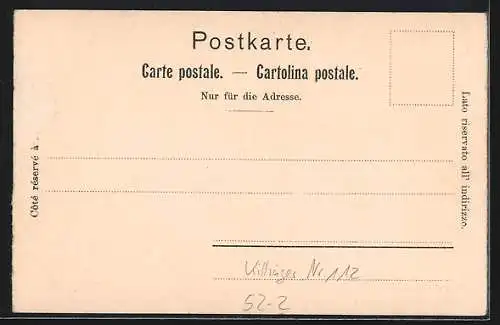 Postkarte.
Carte postale. — Cartolina postale.
Nur für die Adresse.
Côté réservé à.
Lato riservato all' indirizzo.
Killinger Nr. 112
52-2